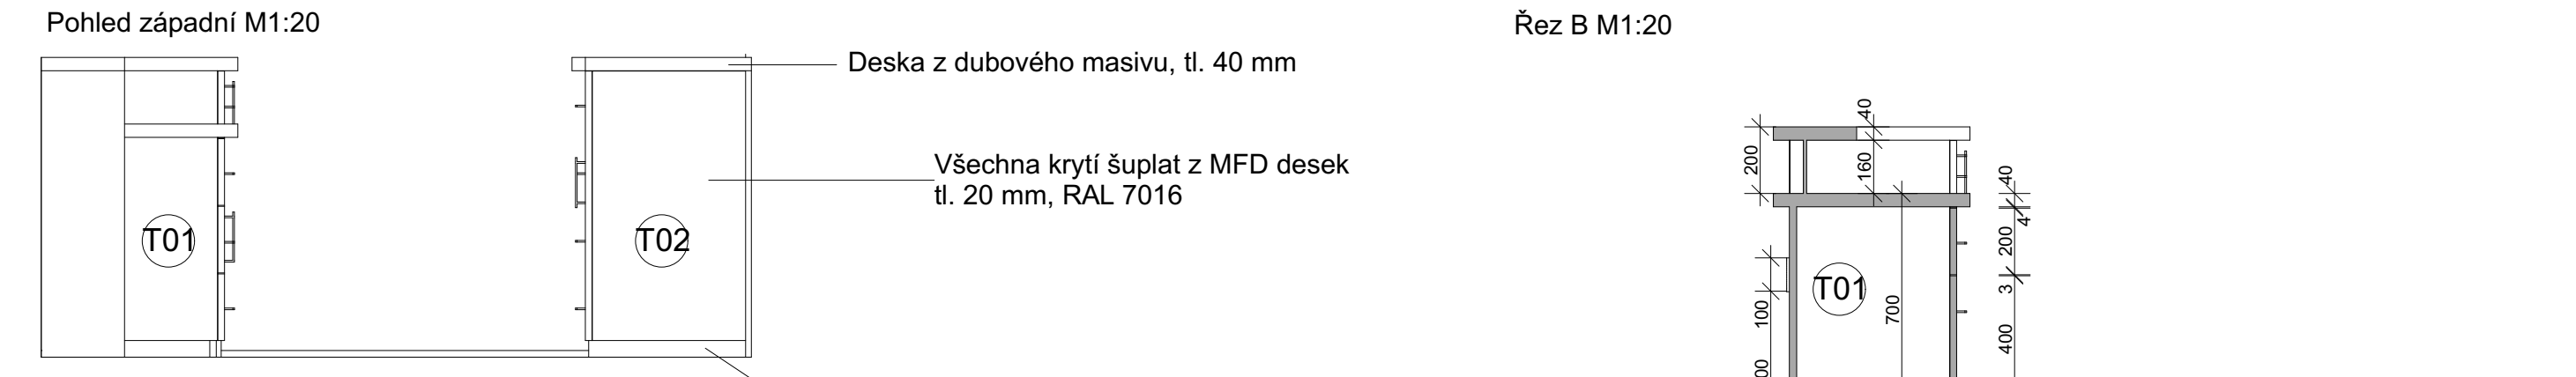 Pohled západní M1:20
Řez B M1:20
Deska z dubového masivu, tl. 40 mm
Všechna krytí šuplat z MFD desek
tl. 20 mm, RAL 7016
T01
T02
40
200
160
40
4
200
T01
3
100
700
400